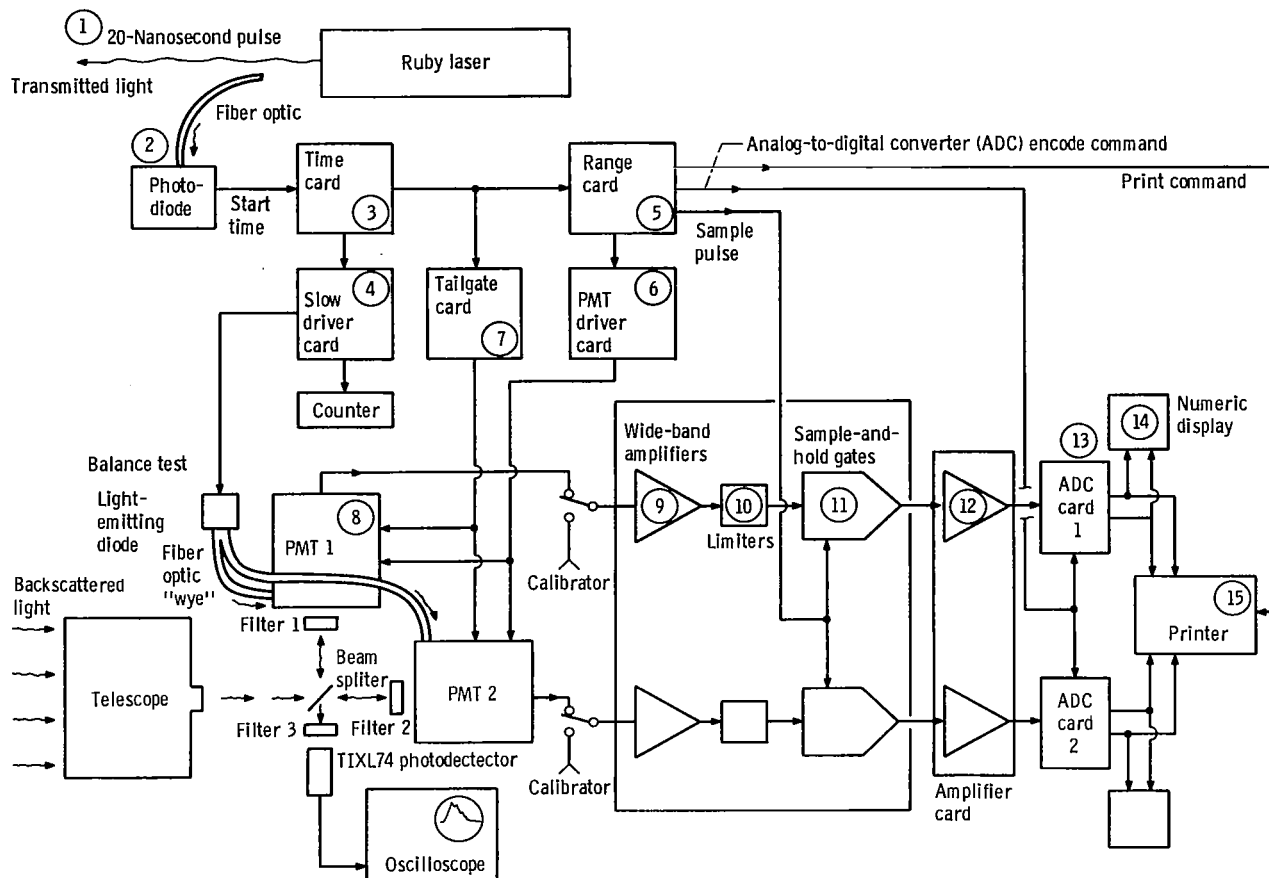 1
20-Nanosecond pulse
Transmitted light
Ruby laser
Fiber optic
2
Photo-
diode
Start
time
Time
card
3
Range
card
5
Analog-to-digital converter (ADC) encode command
Print command
Sample
pulse
4
Slow
driver
card
Tailgate
card
7
6
PMT
driver
card
Counter
Balance test
Light-
emitting
diode
Fiber
optic
"wye"
8
PMT 1
Calibrator
Wide-band
amplifiers
9
10
Limiters
Sample-and-
hold gates
11
12
13
ADC
card
1
14
Numeric
display
15
Printer
Backscattered
light
Telescope
Filter 1
Beam
spliter
Filter 3
Filter 2
PMT 2
TIXL74 photodectector
Calibrator
Oscilloscope
Amplifier
card
ADC
card
2